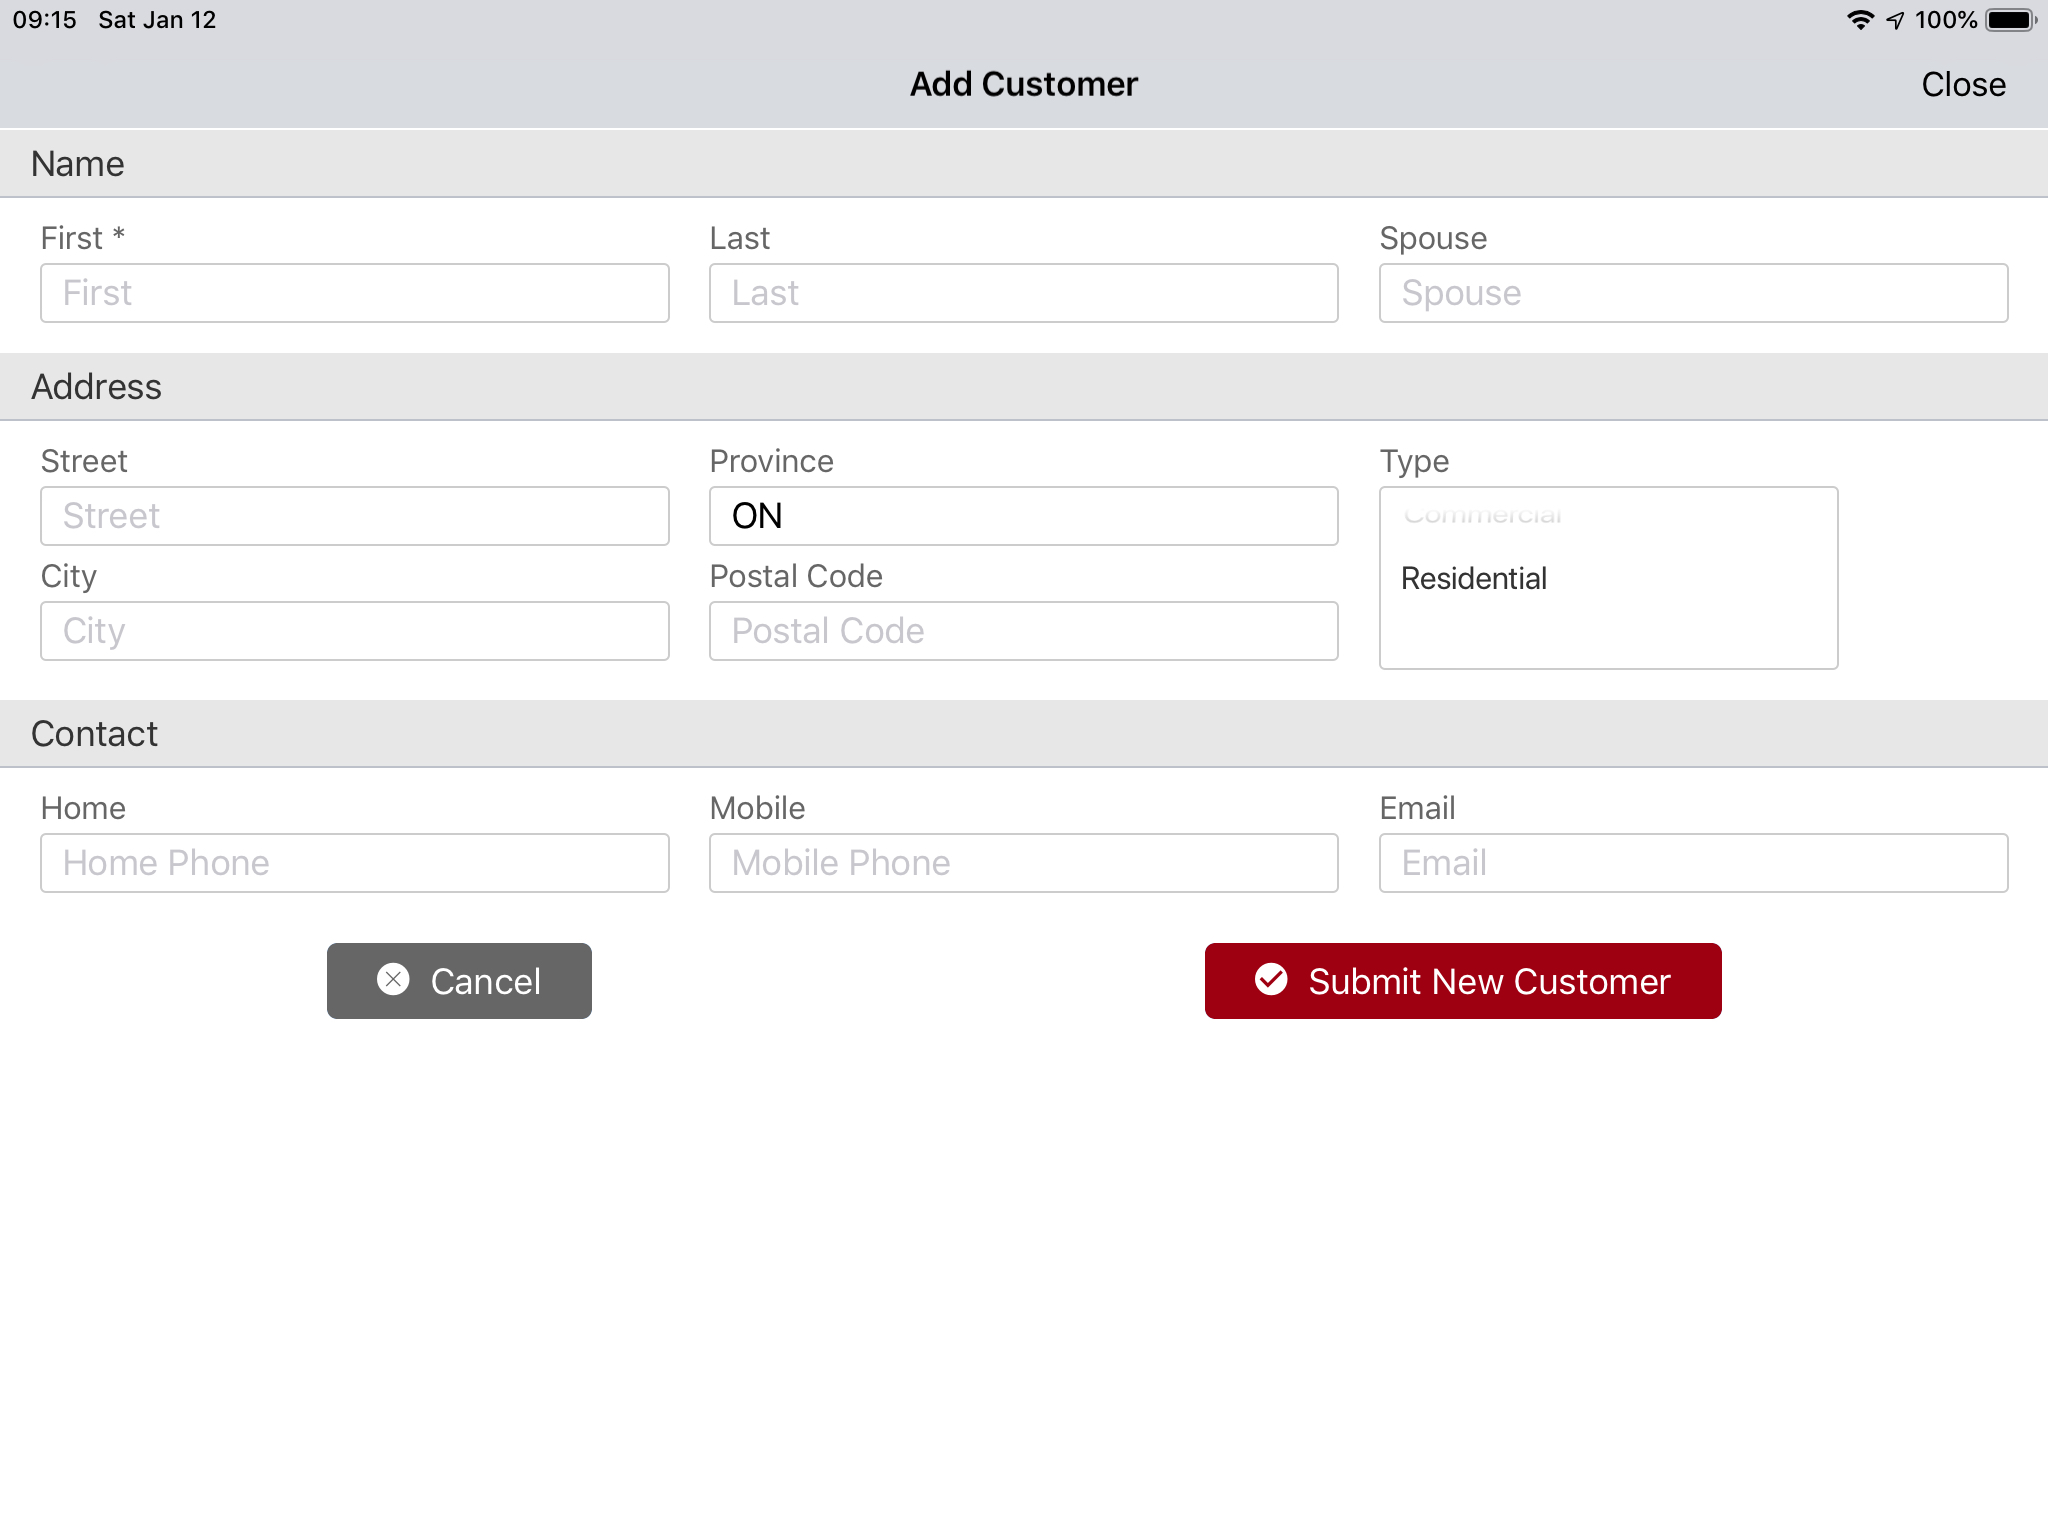 09:15 Sat Jan 12 100%
Add Customer Close
Name
First * Last Spouse
First Last Spouse
Address
Street Province Type
Street ON Commercial
City Postal Code Residential
City Postal Code
Contact
Home Mobile Email
Home Phone Mobile Phone Email
Cancel Submit New Customer